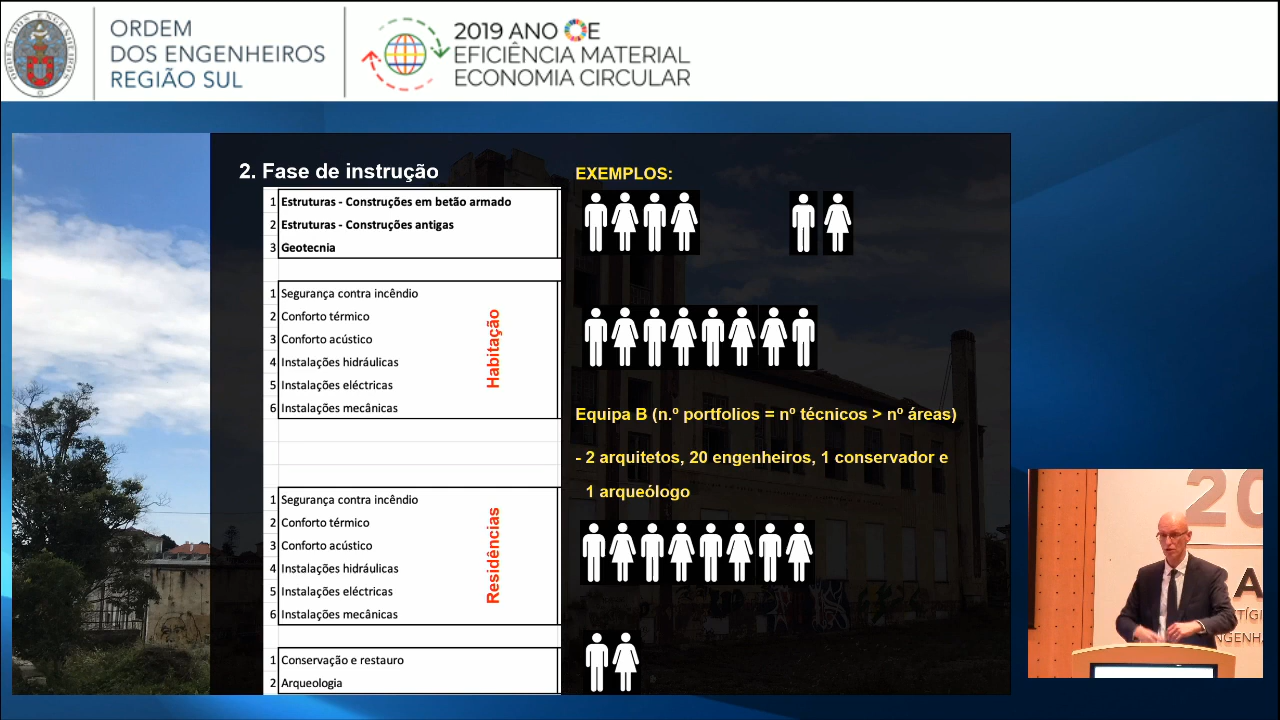 ORDEM
DOS ENGENHEIROS
REGIÃO SUL
2019 ANO OE
EFICIÊNCIA MATERIAL
ECONOMIA CIRCULAR
2. Fase de instrução
1 Estruturas - Construções em betão armado
2 Estruturas - Construções antigas
3 Geotecnia
1 Segurança contra incêndio
2 Conforto térmico
3 Conforto acústico
4 Instalações hidráulicas
5 Instalações eléctricas
6 Instalações mecânicas
Habitação
1 Segurança contra incêndio
2 Conforto térmico
3 Conforto acústico
4 Instalações hidráulicas
5 Instalações eléctricas
6 Instalações mecânicas
Residências
1 Conservação e restauro
2 Arqueologia
EXEMPLOS:
Equipa B (n.º portfolios = nº técnicos > nº áreas)
- 2 arquitetos, 20 engenheiros, 1 conservador e
1 arqueólogo
20
A